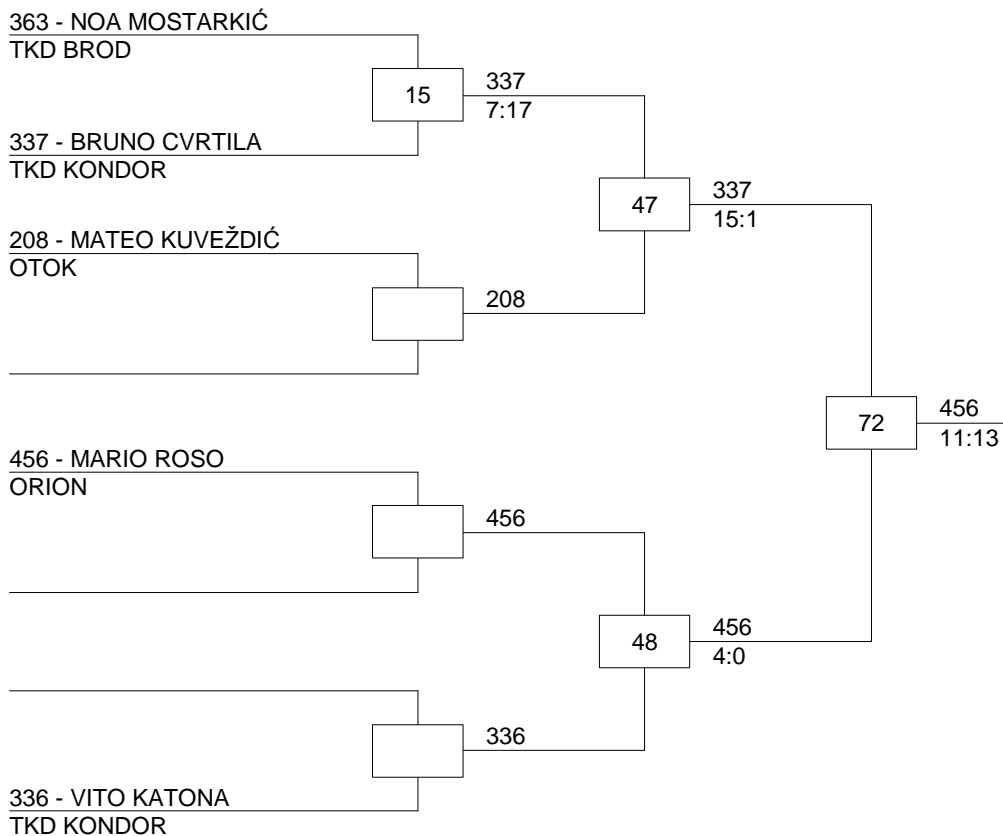 363 - NOA MOSTARKIĆ
TKD BROD
15
337
7:17
337 - BRUNO CVRTILA
TKD KONDOR
47
337
15:1
208 - MATEO KUVEŽDIĆ
OTOK
208
72
456
11:13
456 - MARIO ROSO
ORION
456
48
456
4:0
336
336 - VITO KATONA
TKD KONDOR